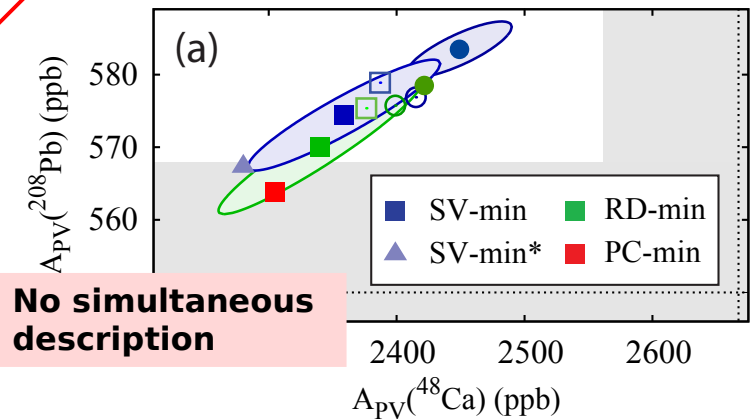 (a)
580
570
560
A_PV(^208Pb) (ppb)
SV-min
RD-min
SV-min*
PC-min
No simultaneous
description
2400
2500
2600
A_PV(^48Ca) (ppb)